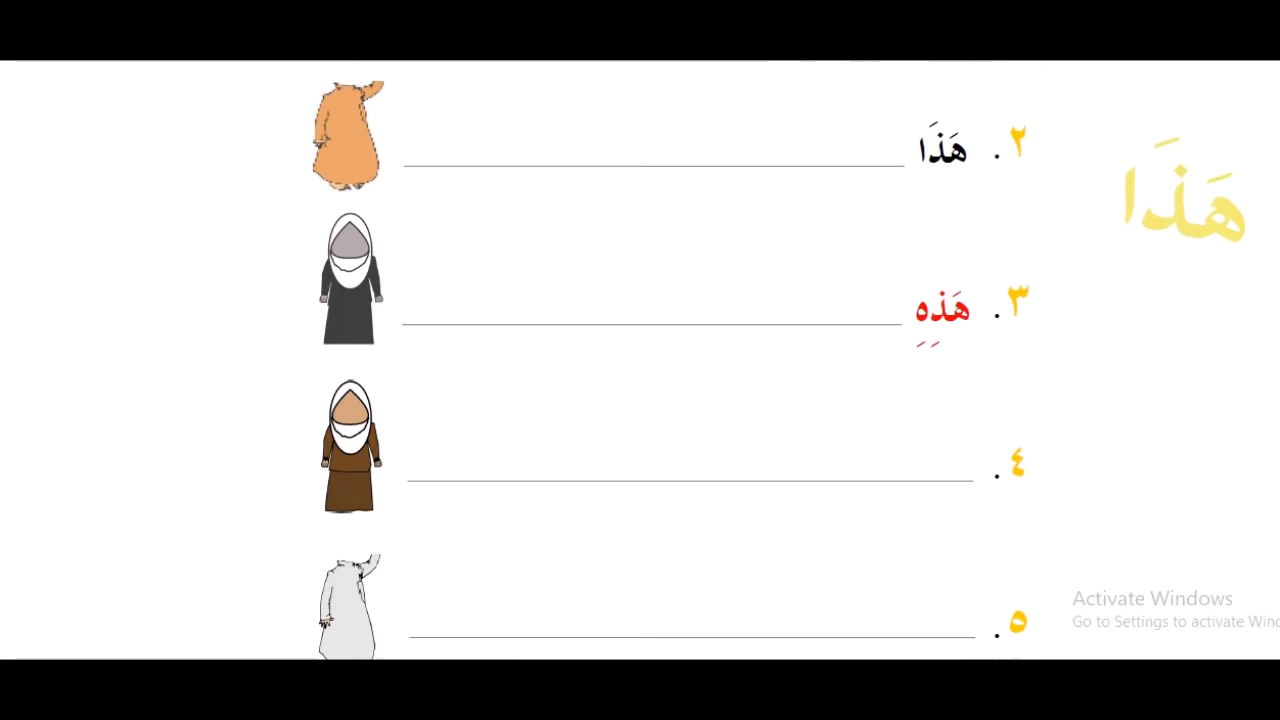 ٢. هَذَا
هَذَا
٣. هَذِهِ
٤.
٥.
Activate Windows
Go to Settings to activate Wind